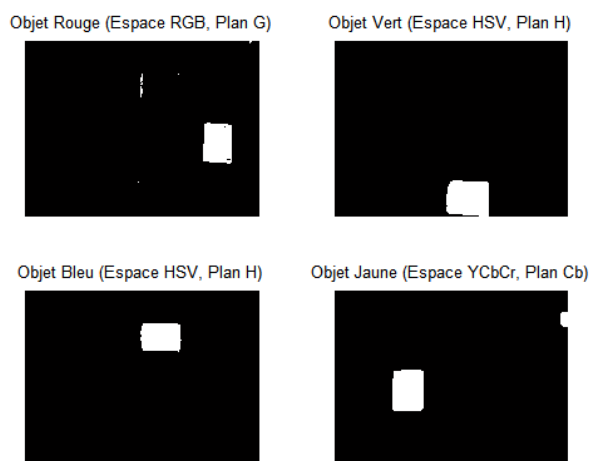 Objet Rouge (Espace RGB, Plan G)
Objet Vert (Espace HSV, Plan H)
Objet Bleu (Espace HSV, Plan H)
Objet Jaune (Espace YCbCr, Plan Cb)